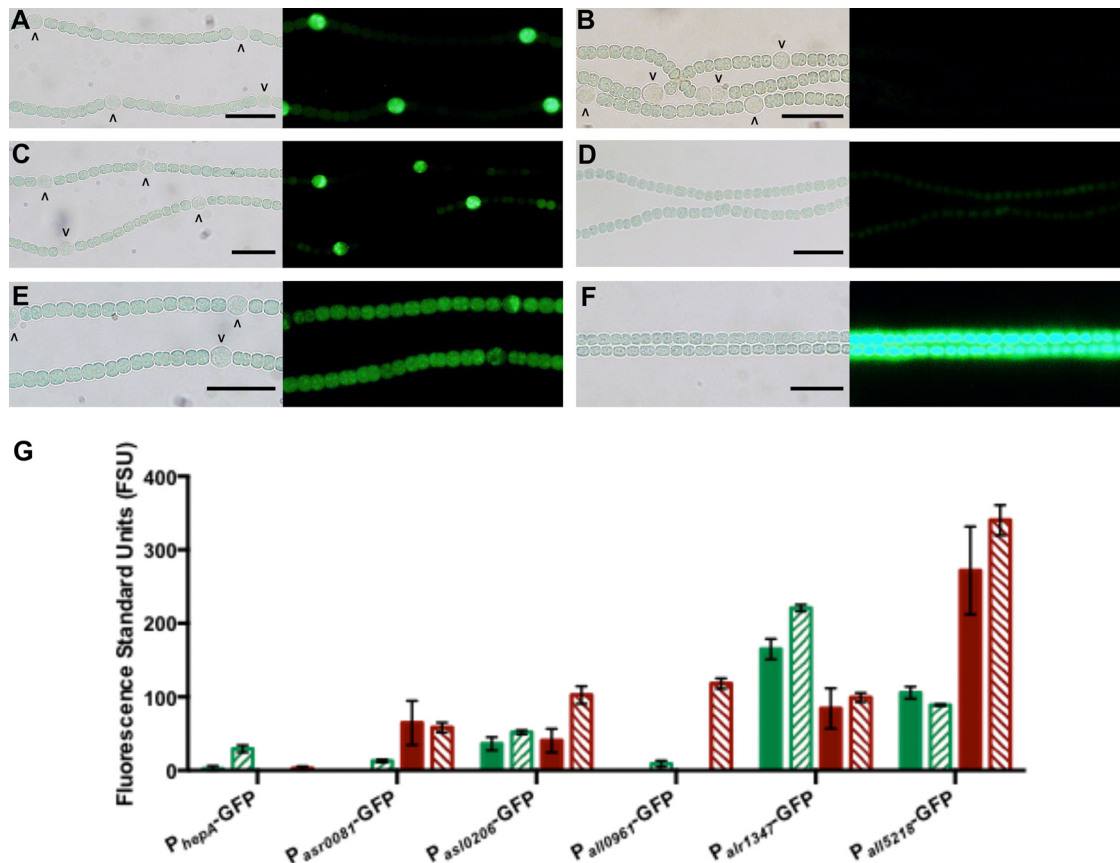 A
B
C
D
E
F
G
Fluorescence Standard Units (FSU)
400
300
200
100
0
PhepA-GFP
Pasr0081-GFP
Pasl0206-GFP
Pall0961-GFP
Palr1347-GFP
Pall5218-GFP